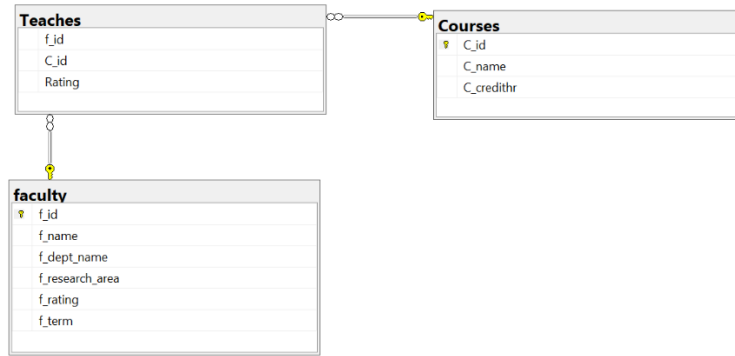 Teaches
f_id
C_id
Rating
Courses
C_id
C_name
C_credithr
faculty
f_id
f_name
f_dept_name
f_research_area
f_rating
f_term